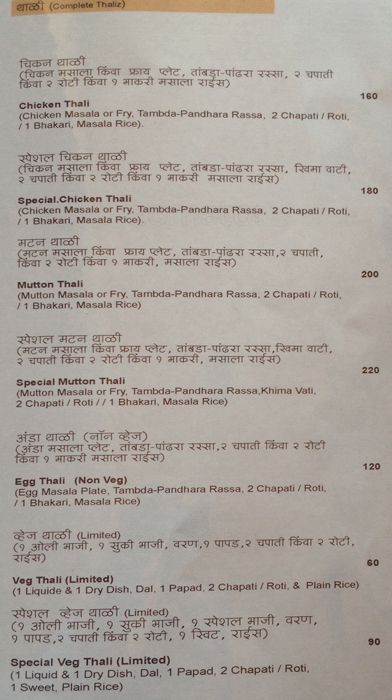 थाळी (Complete Thaliz)
चिकन थाळी
(चिकन मसाला किंवा फ्राय प्लेट, तांबडा-पांढरा रस्सा, २ चपाती
किंवा २ रोटी किंवा १ भाकरी मसाला राईस)
160
Chicken Thali
(Chicken Masala or Fry, Tambda-Pandhara Rassa, 2 Chapati / Roti,
/ 1 Bhakari, Masala Rice).
स्पेशल चिकन थाळी
(चिकन मसाला किंवा फ्राय प्लेट, तांबडा-पांढरा रस्सा, खिमा वाटी,
२ चपाती किंवा २ रोटी किंवा १ भाकरी मसाला राईस)
180
Special.Chicken Thali
(Chicken Masala or Fry, Tambda-Pandhara Rassa, 2 Chapati / Roti,
/ 1 Bhakari, Masala Rice).
मटन थाळी
(मटन मसाला किंवा फ्राय प्लेट, तांबडा-पांढरा रस्सा,२ चपाती,
किंवा २ रोटी किंवा १ भाकरी, मसाला राईस)
200
Mutton Thali
(Mutton Masala or Fry, Tambda-Pandhara Rassa, 2 Chapati / Roti,
/ 1 Bhakari, Masala Rice)
स्पेशल मटन थाळी
(मटन मसाला किंवा फ्राय प्लेट, तांबडा-पांढरा रस्सा,खिमा वाटी,
२ चपाती किंवा २ रोटी किंवा १ भाकरी, मसाला राईस)
220
Special Mutton Thali
(Mutton Masala or Fry, Tambda-Pandhara Rassa,Khima Vati,
2 Chapati / Roti / / 1 Bhakari, Masala Rice)
अंडा थाळी (नॉन व्हेज)
(अंडा मसाला प्लेट, तांबडा-पांढरा रस्सा,२ चपाती किंवा २ रोटी
किंवा १ भाकरी मसाला राईस)
120
Egg Thali (Non Veg)
(Egg Masala Plate, Tambda-Pandhara Rassa, 2 Chapati / Roti,
/ 1 Bhakari, Masala Rice)
व्हेज थाळी (Limited)
(१ ओली भाजी, १ सुकी भाजी, वरण,१ पापड,२ चपाती किंवा २ रोटी,
राईस)
60
Veg Thali (Limited)
(1 Liquide & 1 Dry Dish, Dal, 1 Papad, 2 Chapati / Roti, & Plain Rice)
स्पेशल व्हेज थाळी (Limited)
(१ ओली भाजी, १ सुकी भाजी, १ स्पेशल भाजी, वरण,
१ पापड,२ चपाती किंवा २ रोटी, १ स्विट, राईस)
90
Special Veg Thali (Limited)
(1 Liquide & 1 Dry Dish, Dal, 1 Papad, 2 Chapati / Roti,
1 Sweet, Plain Rice)